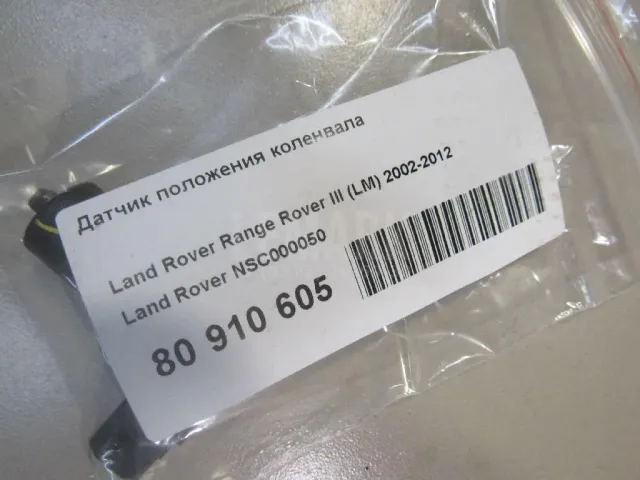 Датчик положения коленвала
Land Rover Range Rover III (LM) 2002-2012
Land Rover NSC000050
80 910 605